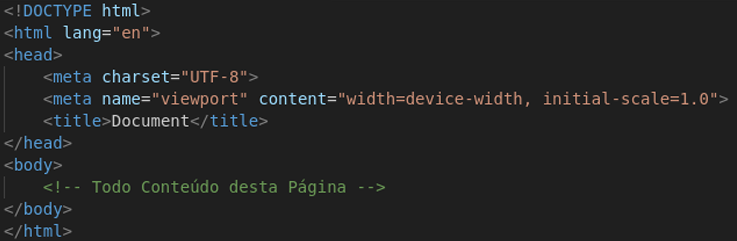 <!DOCTYPE html>
<html lang="en">
<head>
    <meta charset="UTF-8">
    <meta name="viewport" content="width=device-width, initial-scale=1.0">
    <title>Document</title>
</head>
<body>
    <!-- Todo Conteúdo desta Página -->
</body>
</html>